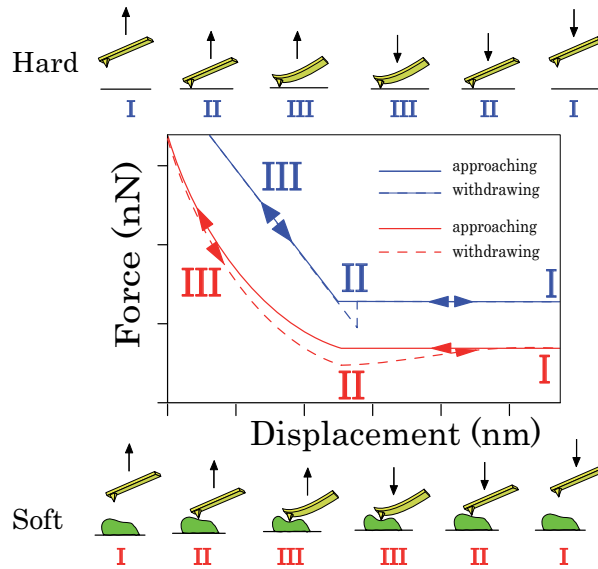 Hard
I II III III II I
III
II
I
approaching
withdrawing
approaching
withdrawing
III
II
I
Force (nN)
Displacement (nm)
Soft
I II III III II I